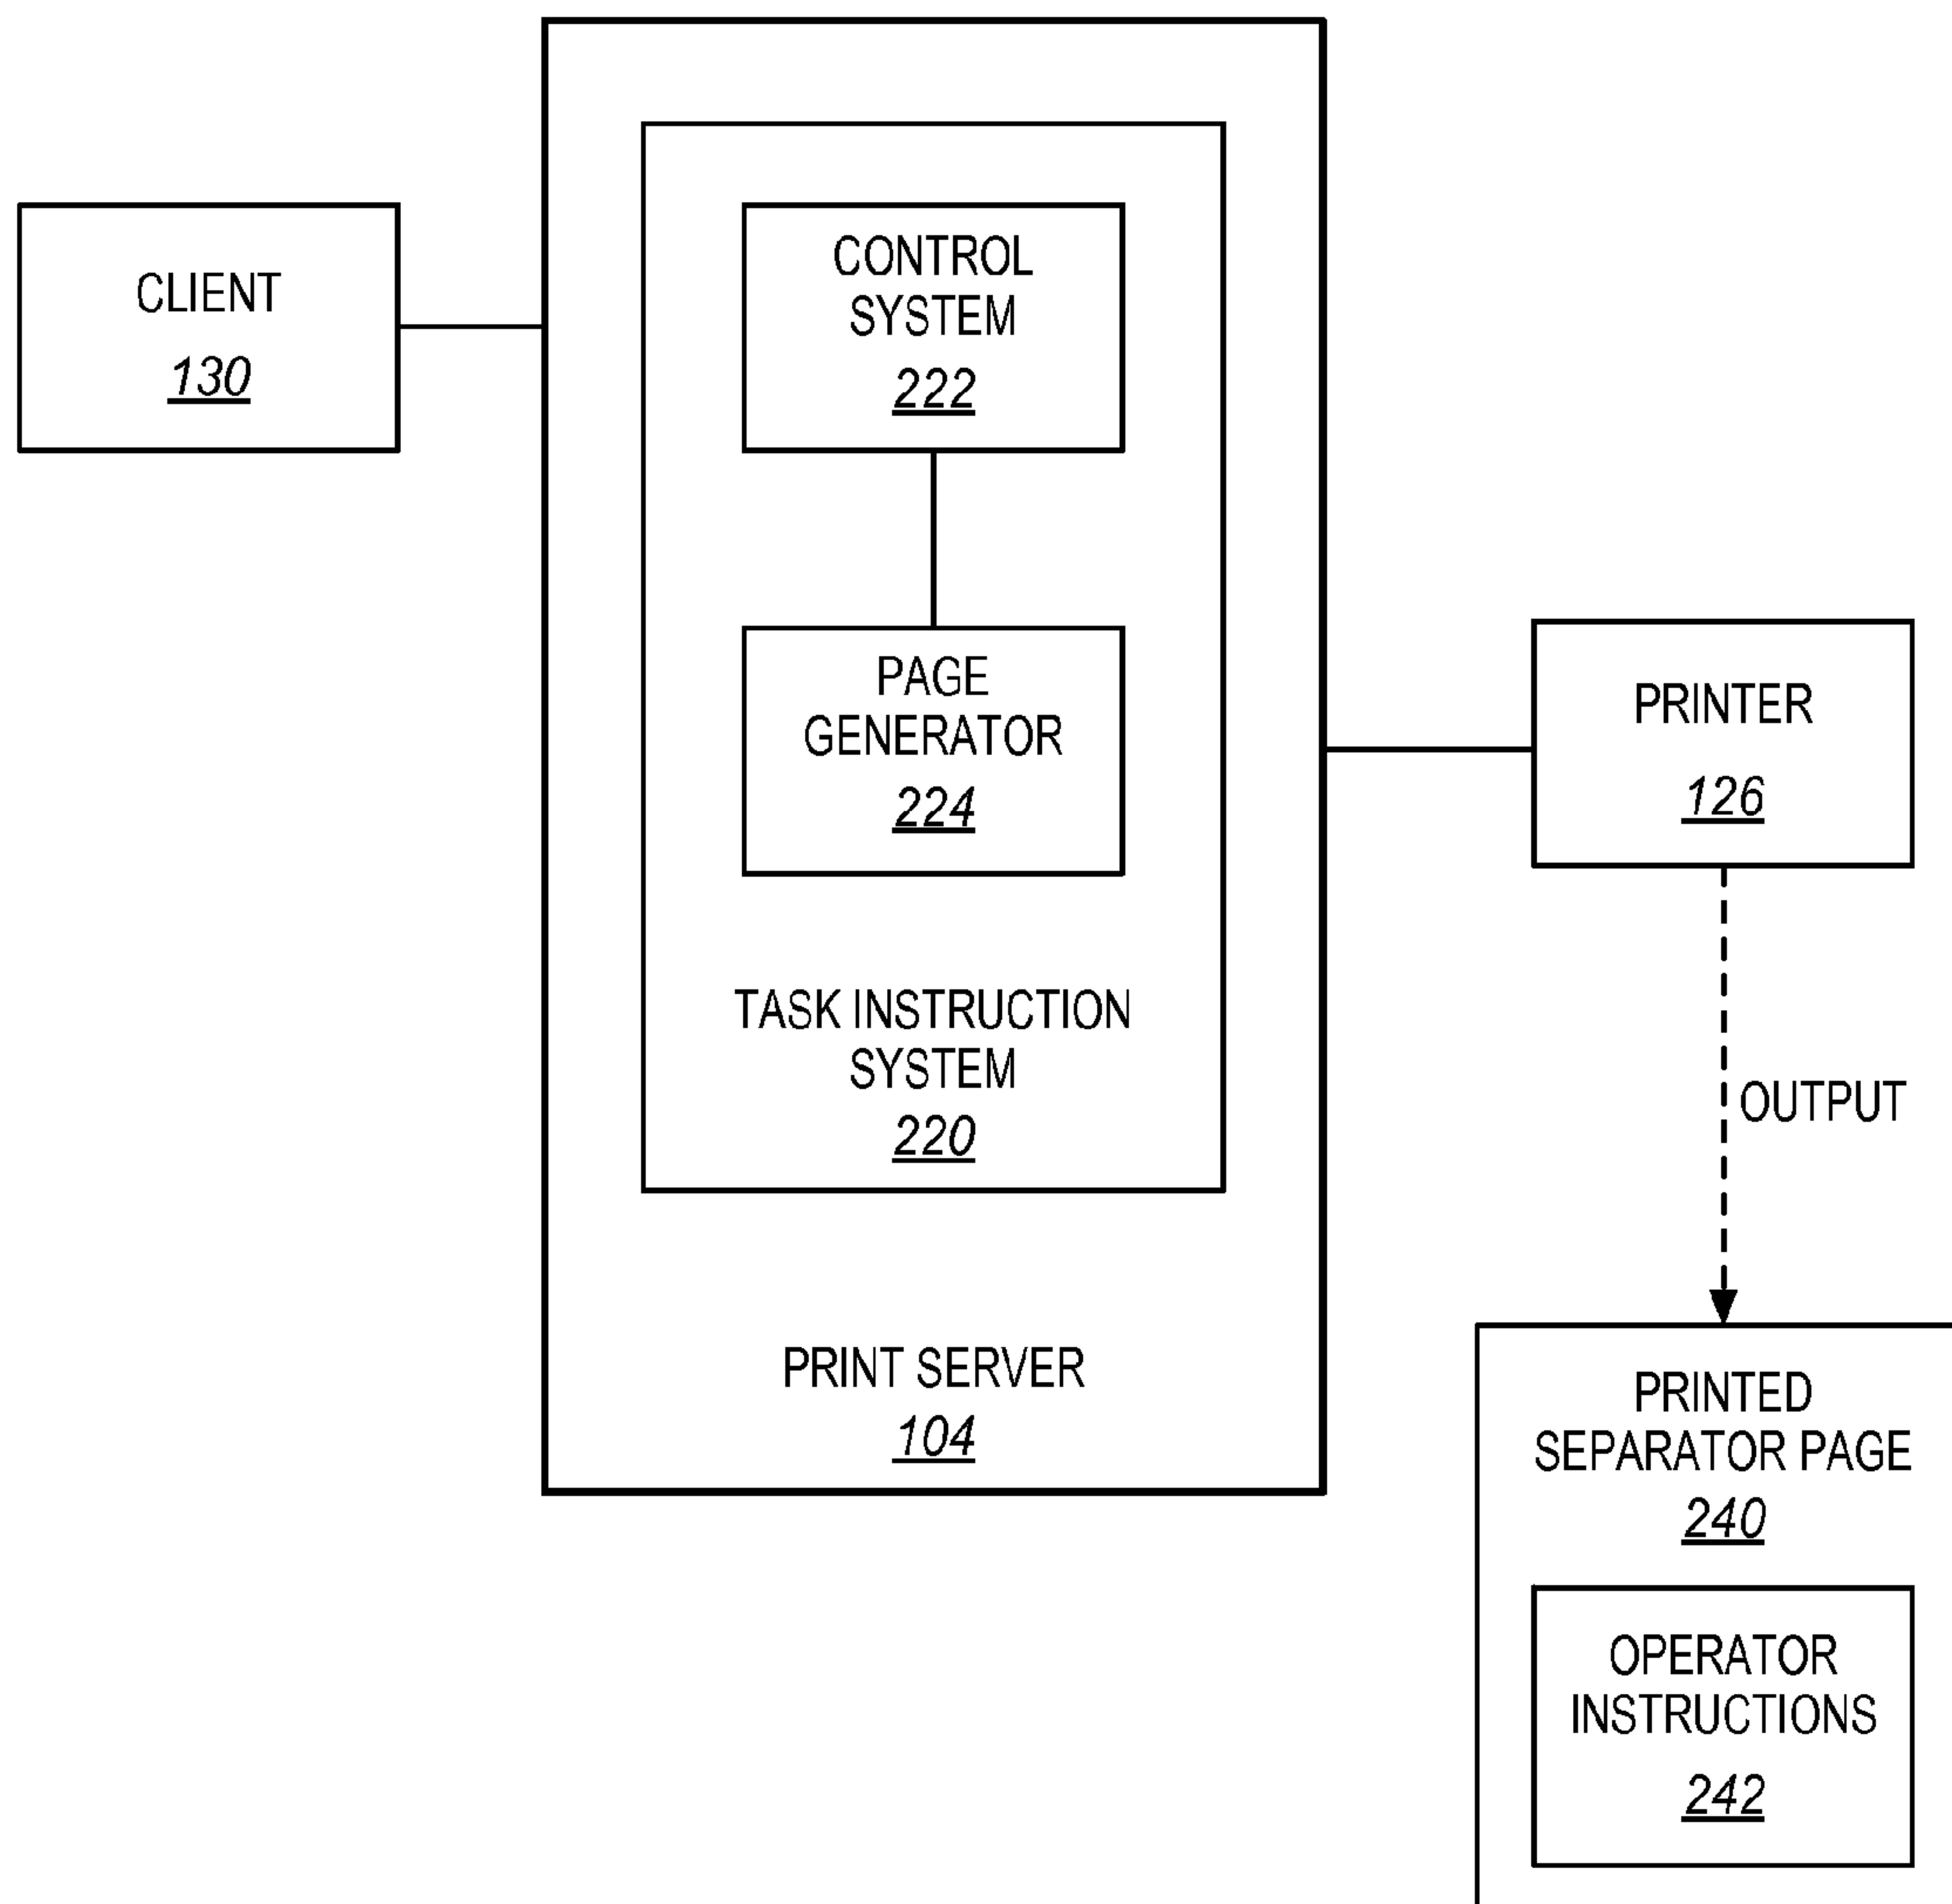 CLIENT
130
CONTROL
SYSTEM
222
PAGE
GENERATOR
224
TASK INSTRUCTION
SYSTEM
220
PRINT SERVER
104
PRINTER
126
OUTPUT
PRINTED
SEPARATOR PAGE
240
OPERATOR
INSTRUCTIONS
242